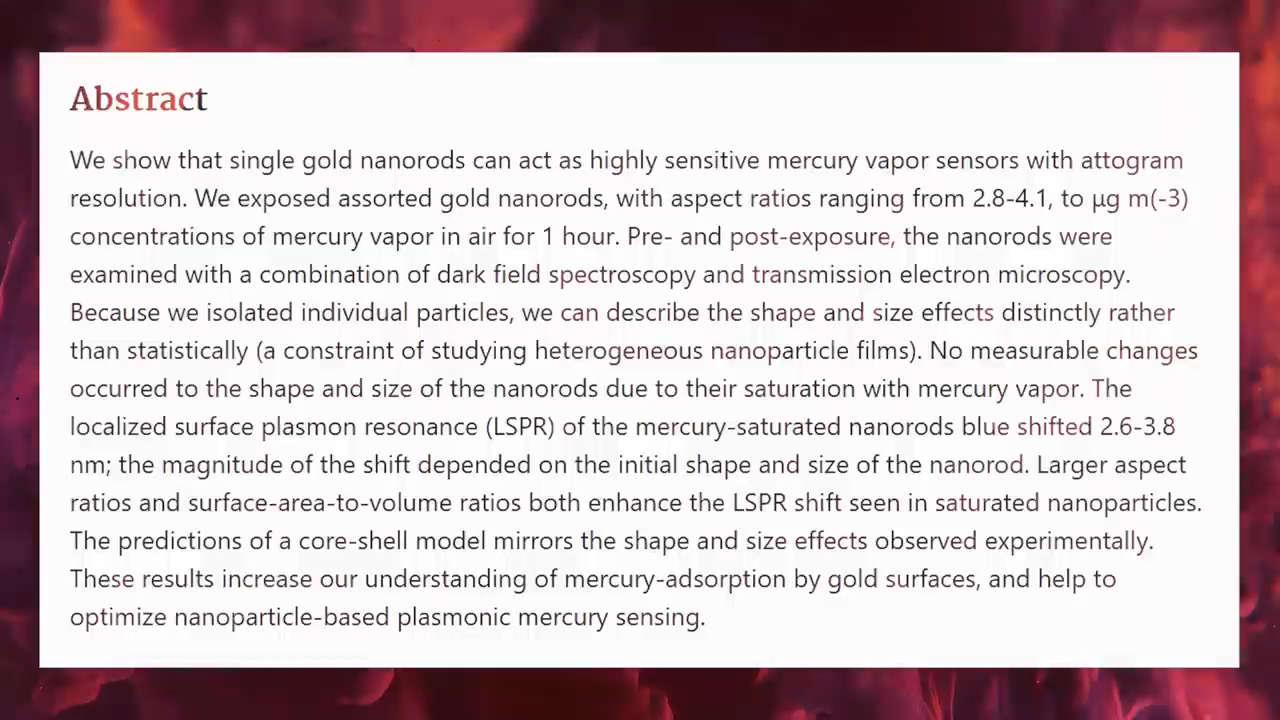 Abstract
We show that single gold nanorods can act as highly sensitive mercury vapor sensors with attogram
resolution. We exposed assorted gold nanorods, with aspect ratios ranging from 2.8-4.1, to μg m(-3)
concentrations of mercury vapor in air for 1 hour. Pre- and post-exposure, the nanorods were
examined with a combination of dark field spectroscopy and transmission electron microscopy.
Because we isolated individual particles, we can describe the shape and size effects distinctly rather
than statistically (a constraint of studying heterogeneous nanoparticle films). No measurable changes
occurred to the shape and size of the nanorods due to their saturation with mercury vapor. The
localized surface plasmon resonance (LSPR) of the mercury-saturated nanorods blue shifted 2.6-3.8
nm; the magnitude of the shift depended on the initial shape and size of the nanorod. Larger aspect
ratios and surface-area-to-volume ratios both enhance the LSPR shift seen in saturated nanoparticles.
The predictions of a core-shell model mirrors the shape and size effects observed experimentally.
These results increase our understanding of mercury-adsorption by gold surfaces, and help to
optimize nanoparticle-based plasmonic mercury sensing.